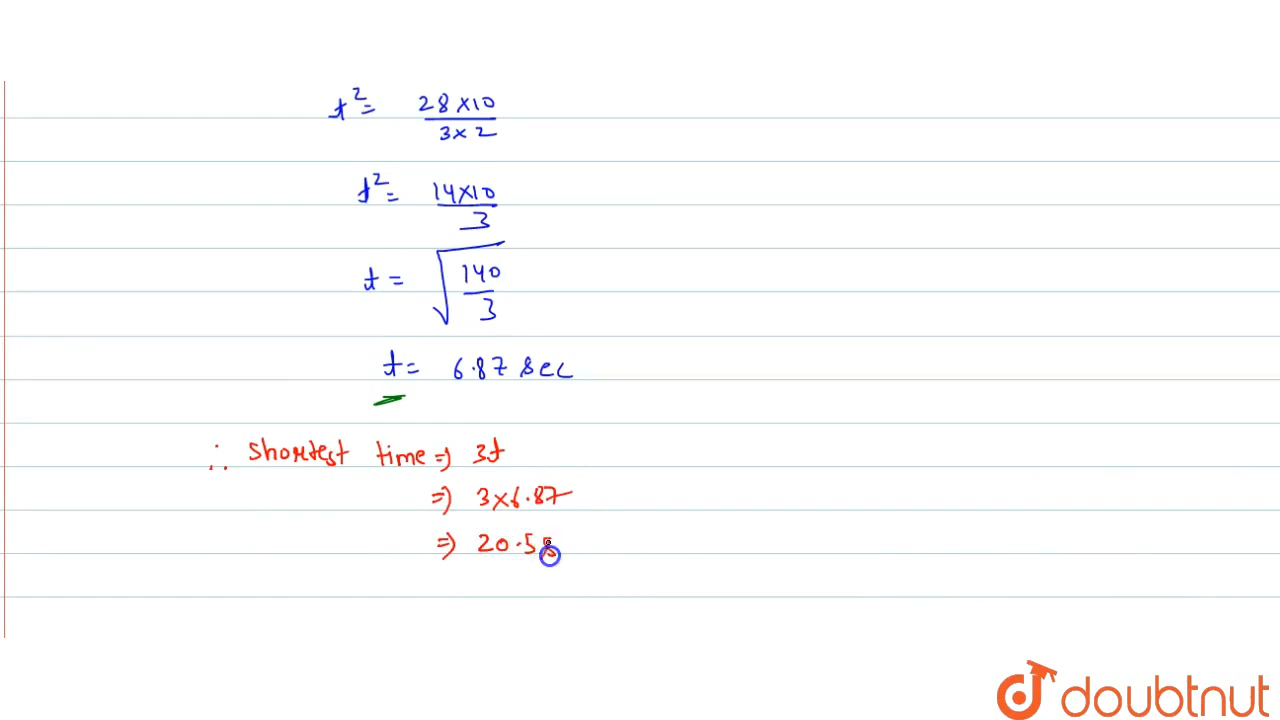 t² = 28×10 / 3×2
t² = 14×10 / 3
t = √140/3
t = 6.87 sec
∴ Shortest time ⇒ 3t
⇒ 3×6.87
⇒ 20.5
doubtnut